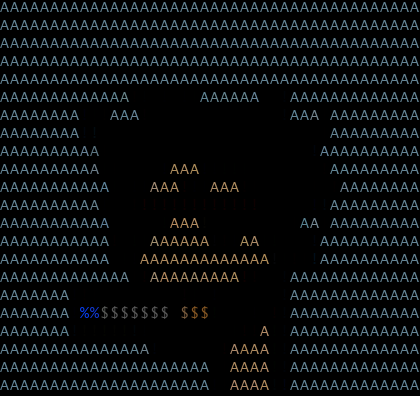 AAAAAAAAAAAAAAAAAAAAAAAAAAAAAAAAAAAAAAAAAA
AAAAAAAAAAAAAAAAAAAAAAAAAAAAAAAAAAAAAAAAAA
AAAAAAAAAAAAAAAAAAAAAAAAAAAAAAAAAAAAAAAAAA
AAAAAAAAAAAAAAAAAAAAAAAAAAAAAAAAAAAAAAAAAA
AAAAAAAAAAAAAAAAAAAAAAAAAAAAAAAAAAAAAAAAAA
AAAAAAAAAAAAA       AAAAAA   AAAAAAAAAAAAA
AAAAAAAA   AAA               AAA AAAAAAAAA
AAAAAAAA                         AAAAAAAAA
AAAAAAAAAA                      AAAAAAAAAA
AAAAAAAAAA       AAA             AAAAAAAAA
AAAAAAAAAAA    AAA   AAA          AAAAAAAA
AAAAAAAAAA                       AAAAAAAAA
AAAAAAAAAAA      AAA          AA AAAAAAAAA
AAAAAAAAAAA    AAAAAA   AA      AAAAAAAAAA
AAAAAAAAAAA   AAAAAAAAAAAAA     AAAAAAAAAA
AAAAAAAAAAAAA  AAAAAAAAA     AAAAAAAAAAAAA
AAAAAAA                      AAAAAAAAAAAAA
AAAAAAA %%$$$$$$$ $$$        AAAAAAAAAAAAA
AAAAAAA                   A  AAAAAAAAAAAAA
AAAAAAAAAAAAAAA        AAAA  AAAAAAAAAAAAA
AAAAAAAAAAAAAAAAAAAAA  AAAA  AAAAAAAAAAAAA
AAAAAAAAAAAAAAAAAAAAA  AAAA  AAAAAAAAAAAAA